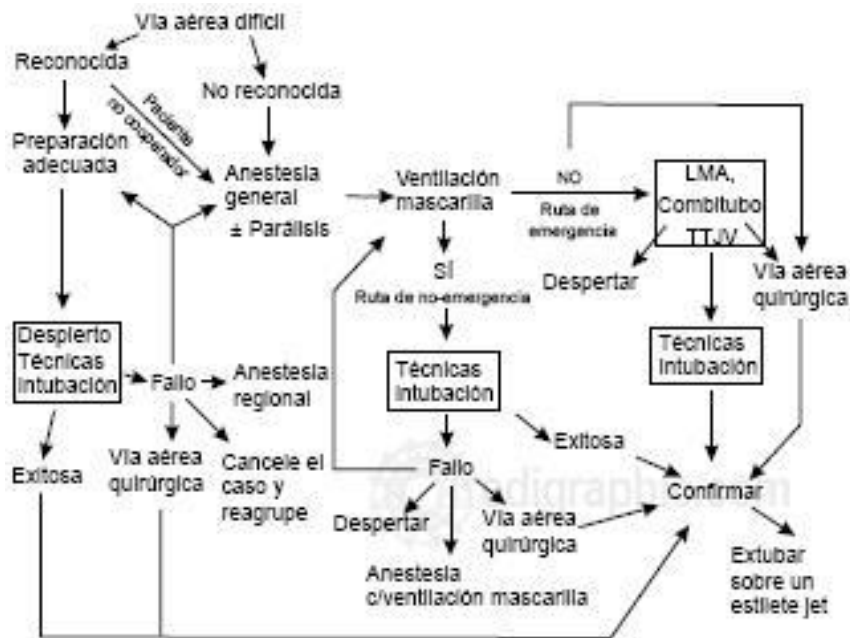 Vía aérea difícil
Reconocida
No reconocida
Paciente
no cooperador
Preparación
adecuada
Anestesia
general
± Parálisis
Ventilación
mascarilla
NO
Ruta de
emergencia
LMA,
Combitubo
TTJV
Despertar
Vía aérea
quirúrgica
SÍ
Ruta de no-emergencia
Despierto
Técnicas
Intubación
Fallo
Anestesia
regional
Técnicas
Intubación
Técnicas
Intubación
Exitosa
Vía aérea
quirúrgica
Cancele el
caso y
reagrupe
Fallo
Exitosa
Confirmar
Despertar
Vía aérea
quirúrgica
Anestesia
c/ventilación mascarilla
Extubar
sobre un
estilete jet